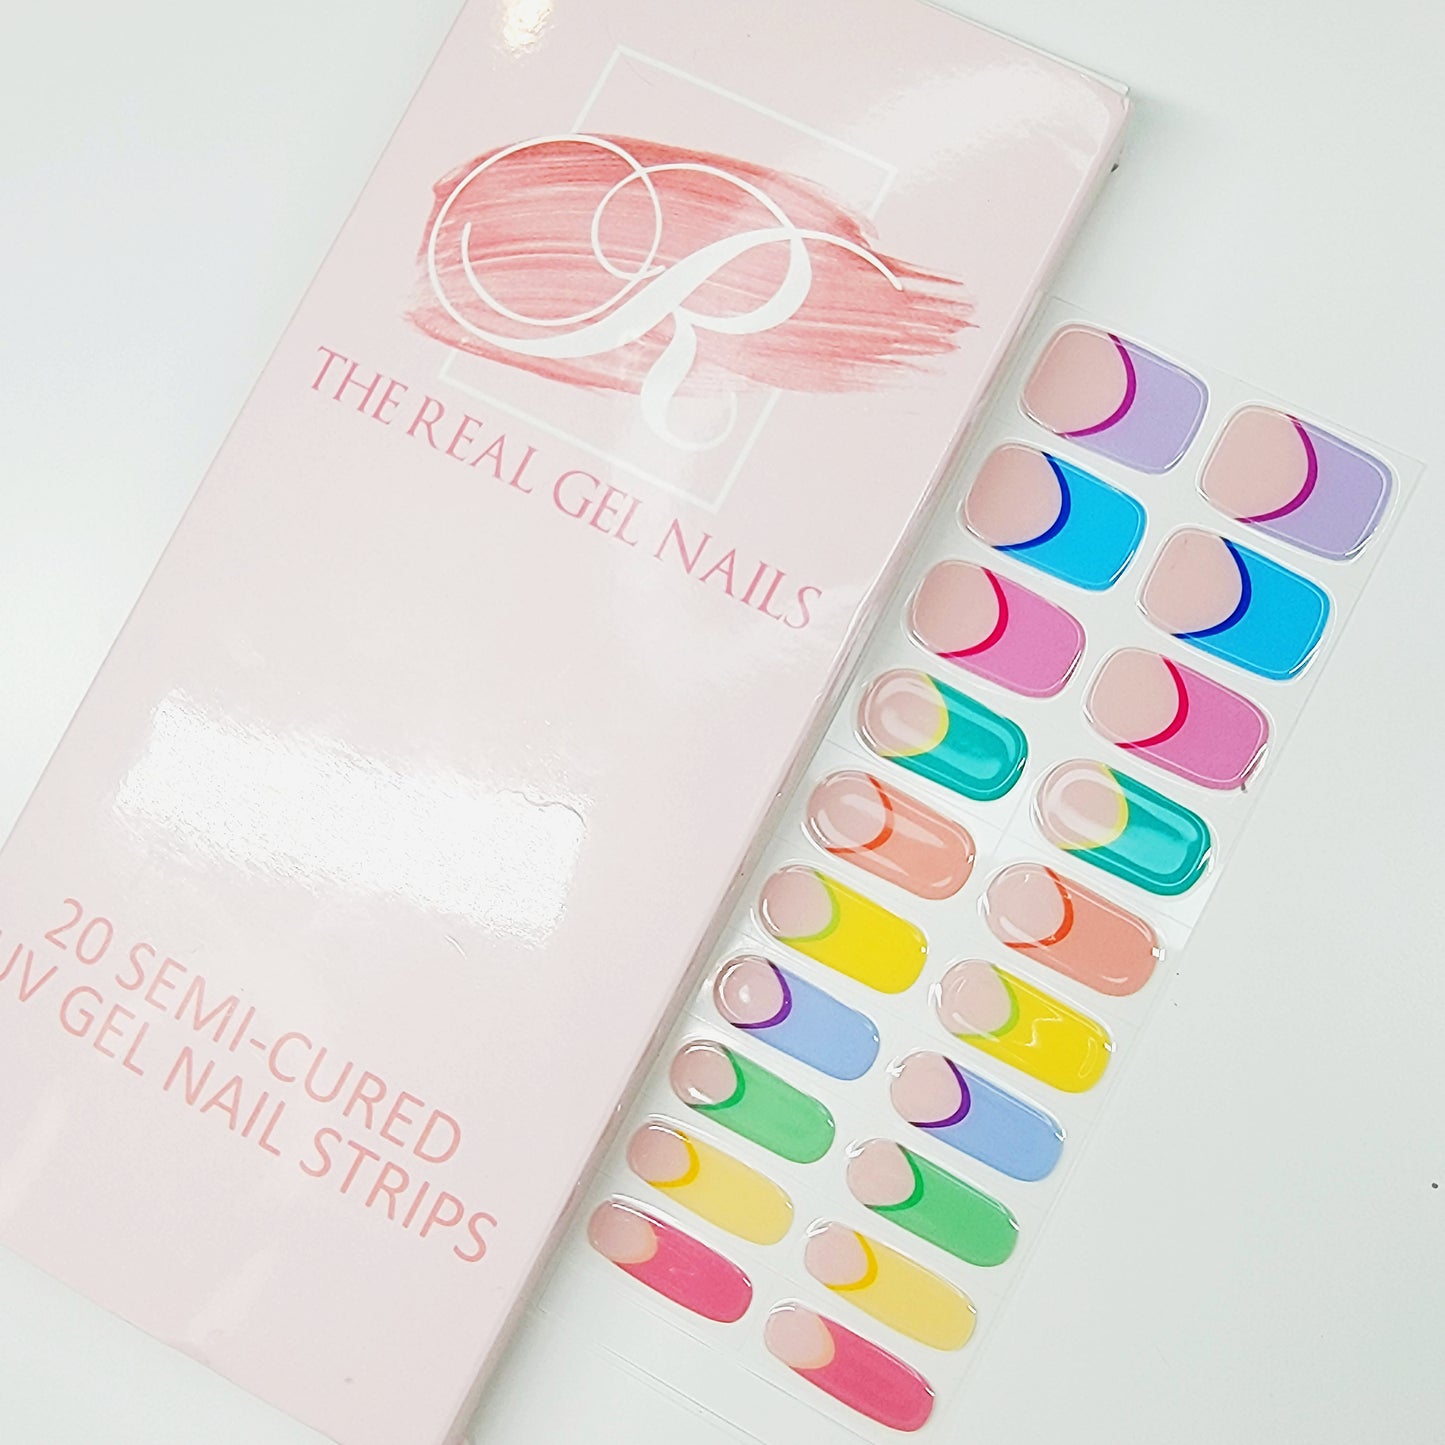 R
THE REAL GEL NAILS
20 SEMI-CURED
UV GEL NAIL STRIPS